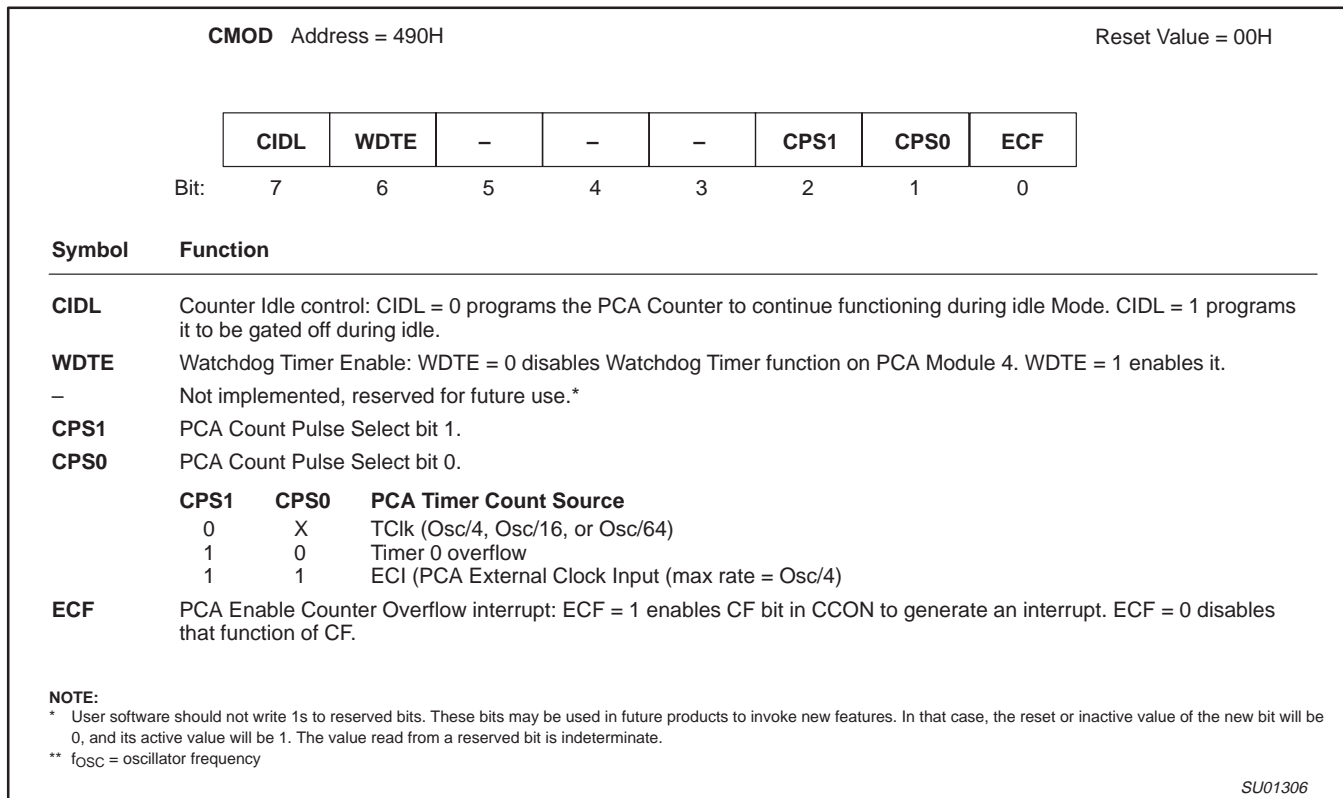 CMOD Address = 490H Reset Value = 00H
CIDL WDTE – – – CPS1 CPS0 ECF
Bit: 7 6 5 4 3 2 1 0
Symbol Function
CIDL Counter Idle control: CIDL = 0 programs the PCA Counter to continue functioning during idle Mode. CIDL = 1 programs
it to be gated off during idle.
WDTE Watchdog Timer Enable: WDTE = 0 disables Watchdog Timer function on PCA Module 4. WDTE = 1 enables it.
– Not implemented, reserved for future use.*
CPS1 PCA Count Pulse Select bit 1.
CPS0 PCA Count Pulse Select bit 0.
CPS1 CPS0 PCA Timer Count Source
0 X TClk (Osc/4, Osc/16, or Osc/64)
1 0 Timer 0 overflow
1 1 ECI (PCA External Clock Input (max rate = Osc/4)
ECF PCA Enable Counter Overflow interrupt: ECF = 1 enables CF bit in CCON to generate an interrupt. ECF = 0 disables
that function of CF.
NOTE:
* User software should not write 1s to reserved bits. These bits may be used in future products to invoke new features. In that case, the reset or inactive value of the new bit will be
0, and its active value will be 1. The value read from a reserved bit is indeterminate.
** fOSC = oscillator frequency
SU01306